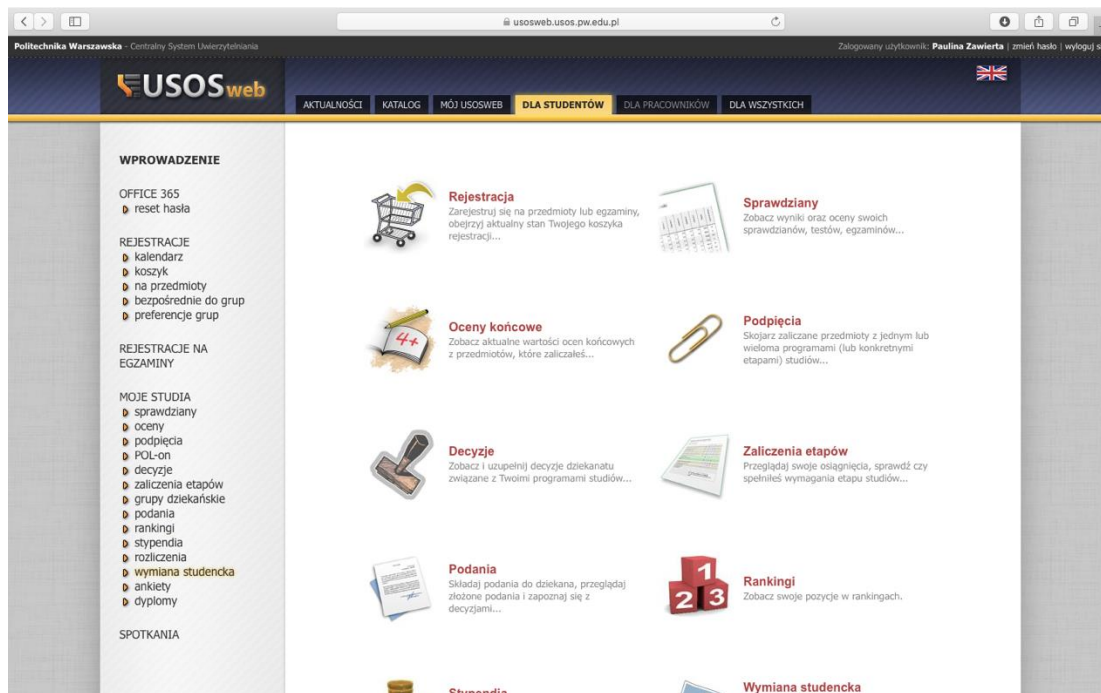 usosweb.usos.pw.edu.pl
Politechnika Warszawska - Centralny System Uwierzytelniania
Zalogowany użytkownik: Paulina Zawierta | zmień hasło | wyloguj s
USOSweb
AKTUALNOŚCI KATALOG MÓJ USOSWEB DLA STUDENTÓW DLA PRACOWNIKÓW DLA WSZYSTKICH
WPROWADZENIE
OFFICE 365
reset hasła
REJESTRACJE
kalendarz
koszyk
na przedmioty
bezpośrednie do grup
preferencje grup
REJESTRACJE NA
EGZAMINY
MOJE STUDIA
sprawdziany
oceny
podpięcia
POL-on
decyzje
zaliczenia etapów
grupy dziekańskie
podania
rankingi
stypendia
rozliczenia
wymiana studencka
ankiety
dyplomy
SPOTKANIA
Rejestracja
Zarejestruj się na przedmioty lub egzaminy,
obejrzyj aktualny stan Twojego koszyka
rejestracji...
Sprawdziany
Zobacz wyniki oraz oceny swoich
sprawdzianów, testów, egzaminów...
4+
Oceny końcowe
Zobacz aktualne wartości ocen końcowych
z przedmiotów, które zaliczałeś...
Podpięcia
Skojarz zaliczane przedmioty z jednym lub
wieloma programami (lub konkretnymi
etapami) studiów...
Decyzje
Zobacz i uzupełnij decyzje dziekanatu
związane z Twoimi programami studiów...
Zaliczenia etapów
Przeglądaj swoje osiągnięcia, sprawdź czy
spełniłeś wymagania etapu studiów...
Podania
Składaj podania do dziekana, przeglądaj
złożone podania i zapoznaj się z
decyzjami...
1
2 3
Rankingi
Zobacz swoje pozycje w rankingach.
Stypendia
Wymiana studencka